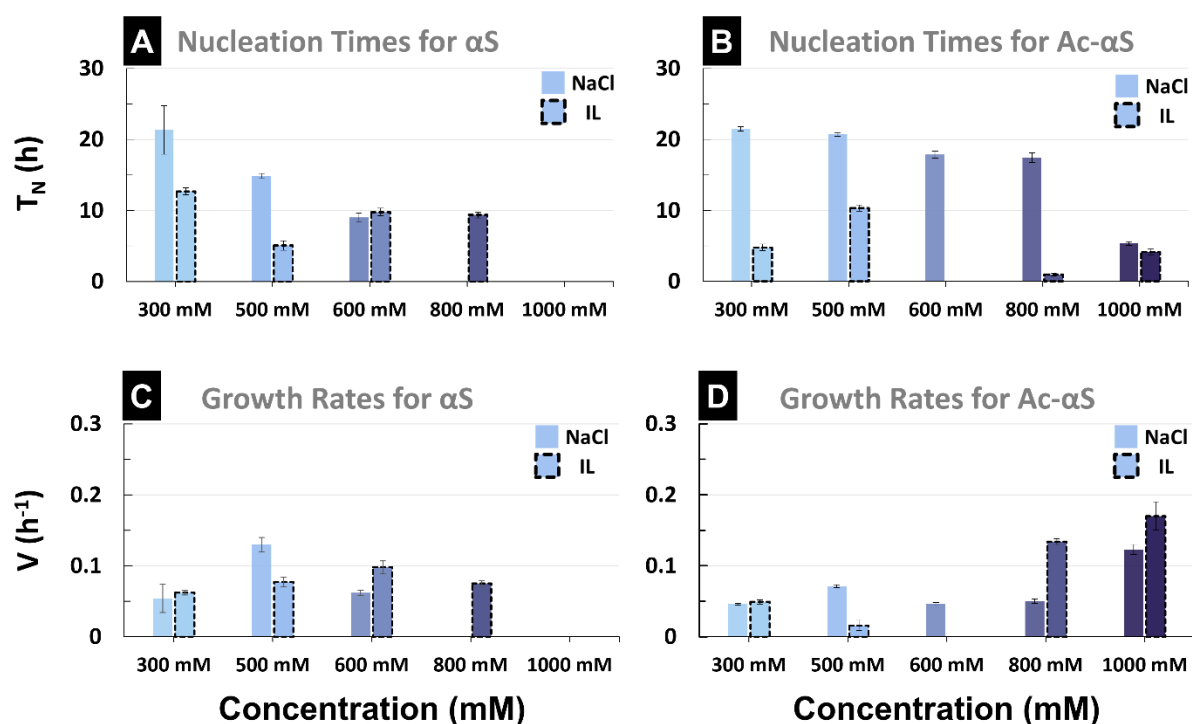 A Nucleation Times for αS
30
20
10
0
T_N (h)
NaCl
IL
300 mM 500 mM 600 mM 800 mM 1000 mM
B Nucleation Times for Ac-αS
30
20
10
0
NaCl
IL
300 mM 500 mM 600 mM 800 mM 1000 mM
C Growth Rates for αS
0.3
0.2
0.1
0
V (h⁻¹)
NaCl
IL
300 mM 500 mM 600 mM 800 mM 1000 mM
Concentration (mM)
D Growth Rates for Ac-αS
0.3
0.2
0.1
0
NaCl
IL
300 mM 500 mM 600 mM 800 mM 1000 mM
Concentration (mM)